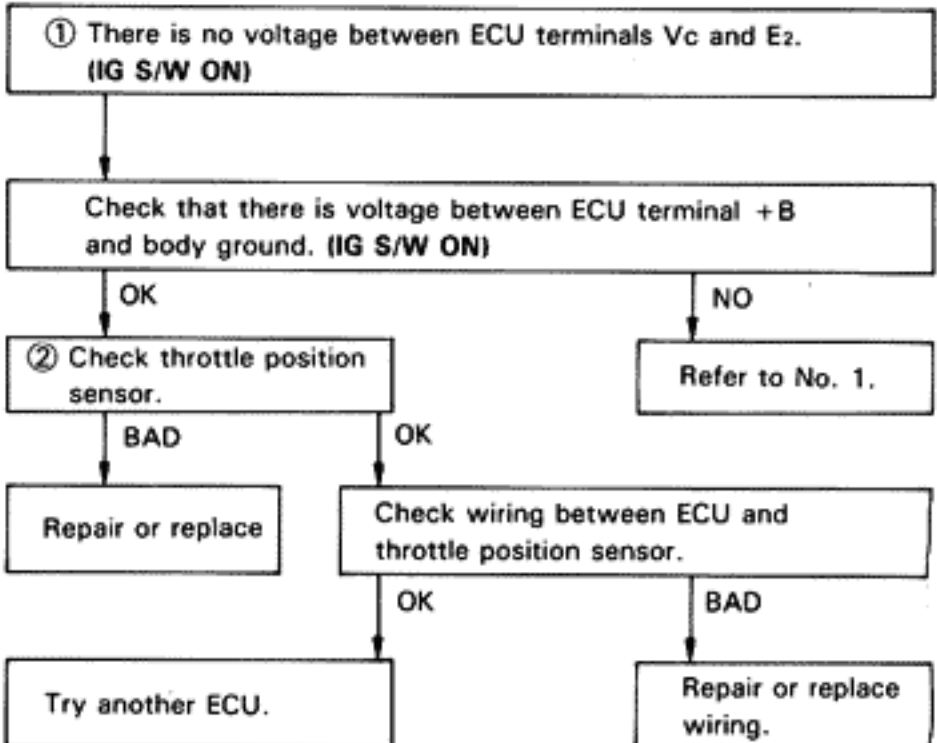 ① There is no voltage between ECU terminals Vc and E₂.
(IG S/W ON)
Check that there is voltage between ECU terminal +B
and body ground. (IG S/W ON)
OK
NO
② Check throttle position
sensor.
Refer to No. 1.
BAD
OK
Repair or replace
Check wiring between ECU and
throttle position sensor.
OK
BAD
Try another ECU.
Repair or replace
wiring.